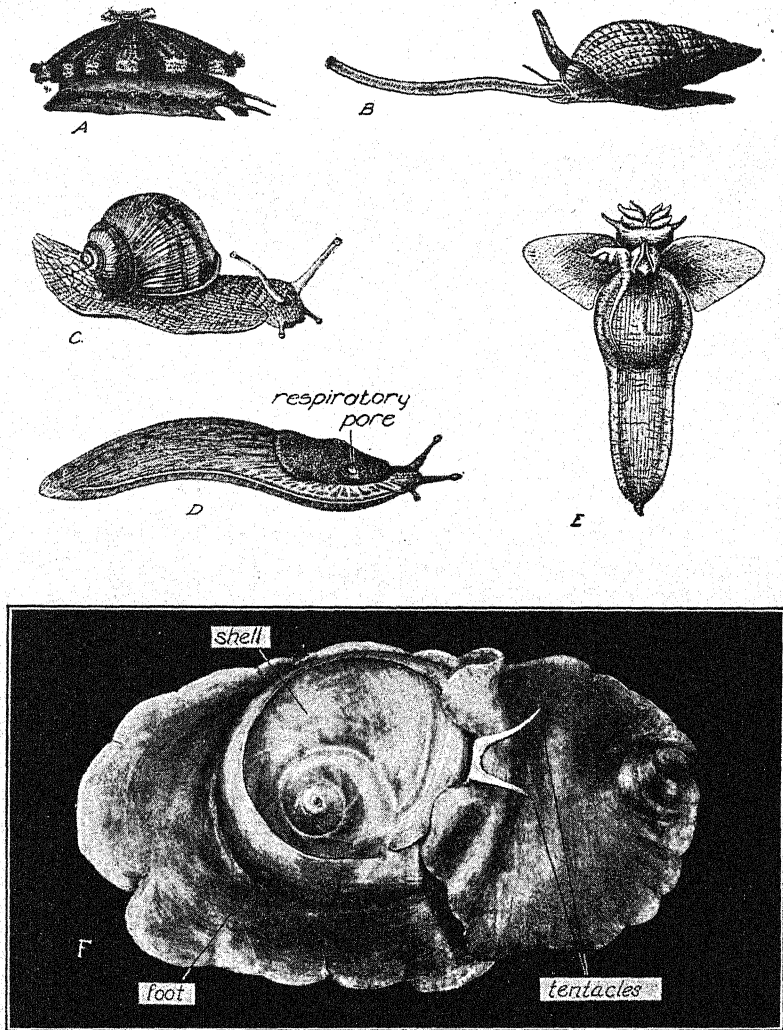 A
B
C.
respiratory
pore
D
E
shell
F
foot
tentacles